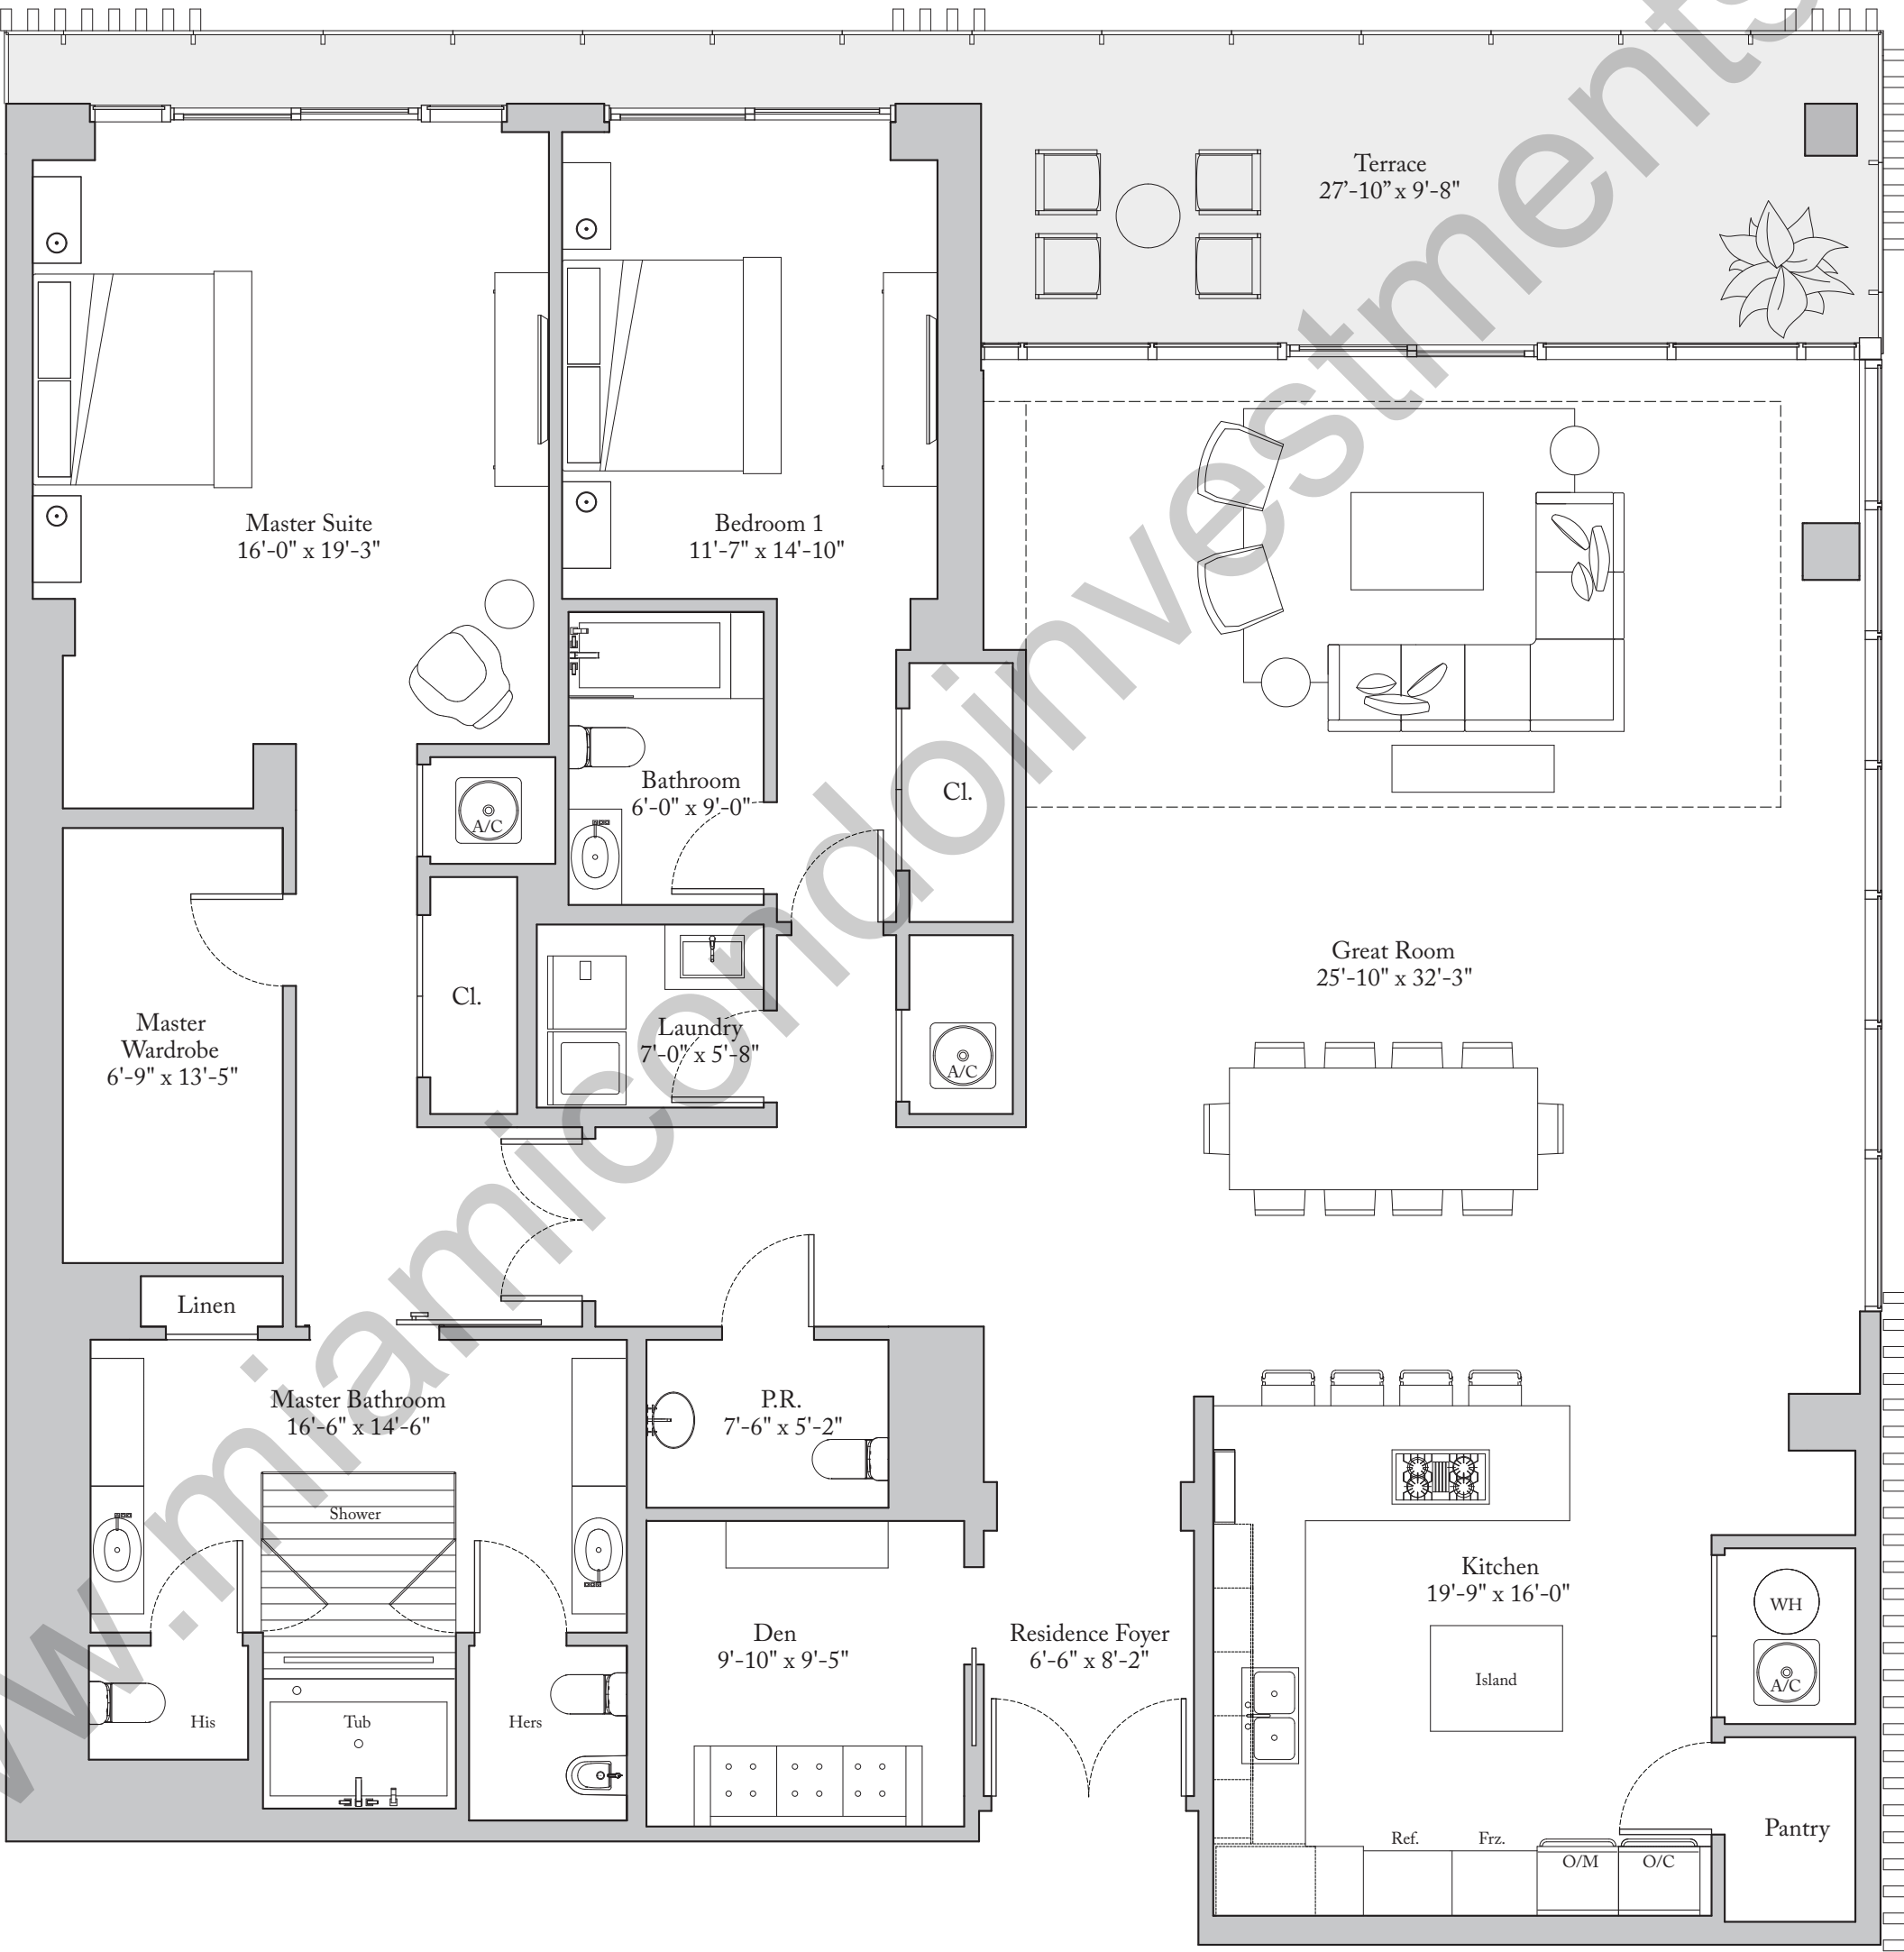 Terrace
27’-10” x 9'-8"
Master Suite
16'-0" x 19'-3"
Bedroom 1
11'-7" x 14'-10"
Bathroom
6'-0" x 9'-0"
A/C
Cl.
Cl.
Great Room
25'-10" x 32'-3"
Master
Wardrobe
6'-9" x 13'-5"
Laundry
7'-0" x 5'-8"
A/C
Linen
Master Bathroom
16'-6" x 14'-6"
P.R.
7'-6" x 5'-2"
Shower
Kitchen
19'-9" x 16'-0"
WH
Den
9'-10" x 9'-5"
Residence Foyer
6'-6" x 8'-2"
Island
A/C
His
Tub
Hers
Pantry
Ref.
Frz.
O/M
O/C
w.miamicondoinvestments